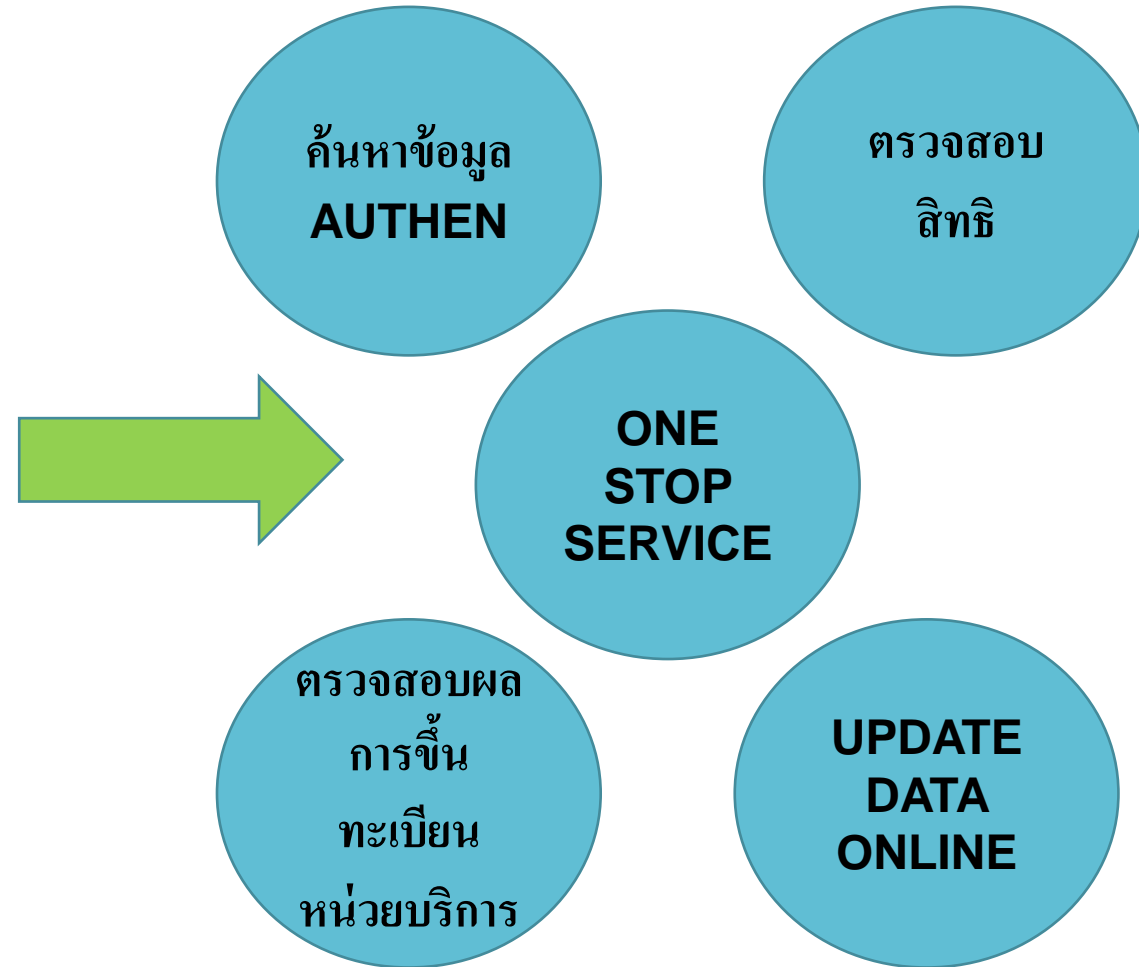 ค้นหาข้อมูล
AUTHEN
ตรวจสอบ
สิทธิ
ONE
STOP
SERVICE
ตรวจสอบผล
การขึ้น
ทะเบียน
หน่วยบริการ
UPDATE
DATA
ONLINE